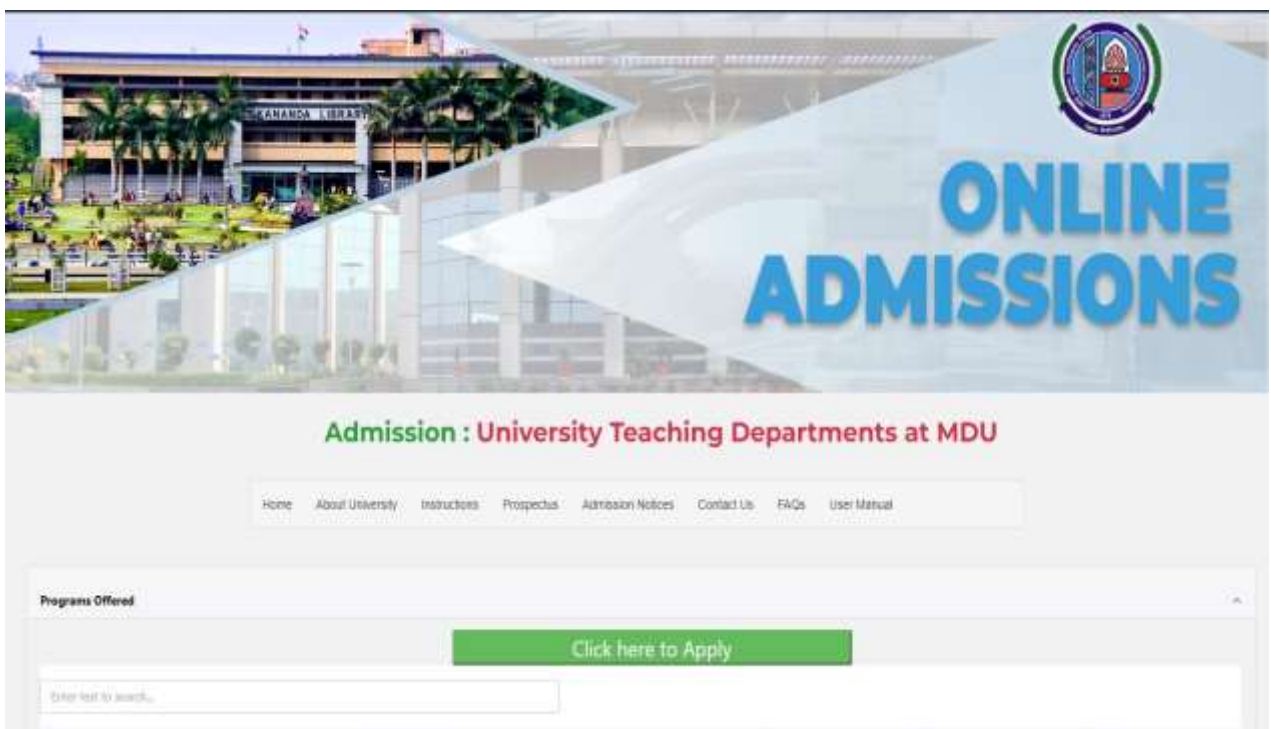 KANANDA LIBRARY
ONLINE
ADMISSIONS
Admission : University Teaching Departments at MDU
Home About University Instructions Prospectus Admission Notices Contact Us FAQs User Manual
Programs Offered
Click here to Apply
Enter text to search...